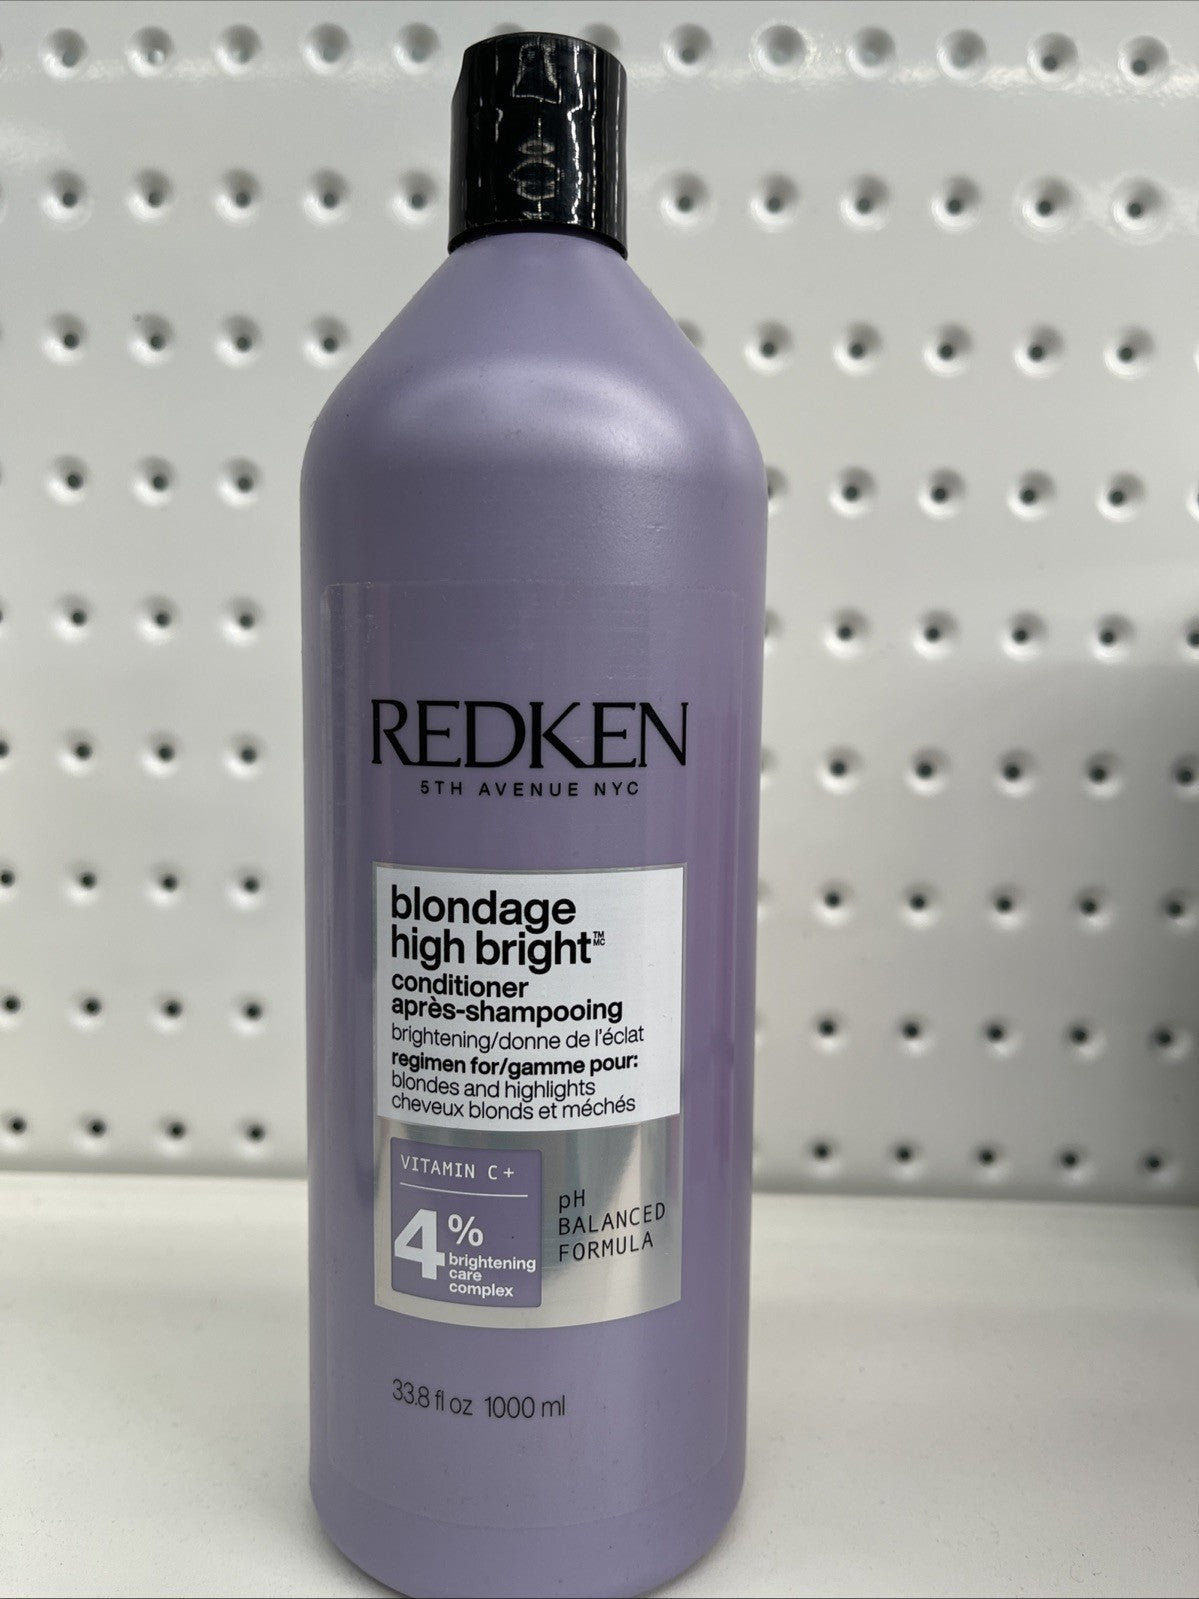 REDKEN
5TH AVENUE NYC
blondage
high bright™ MC
conditioner
après-shampooing
brightening/donne de l'éclat
regimen for/gamme pour:
blondes and highlights
cheveux blonds et méchés
VITAMIN C+
4%
brightening
care
complex
pH
BALANCED
FORMULA
33.8 fl oz 1000 ml